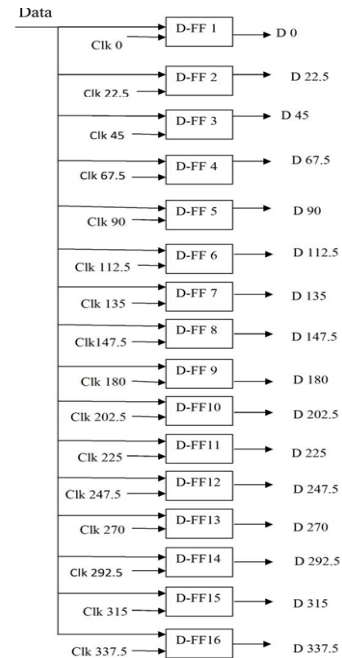 Data
D-FF 1
Clk 0
D 0
D-FF 2
Clk 22.5
D 22.5
D-FF 3
Clk 45
D 45
D-FF 4
Clk 67.5
D 67.5
D-FF 5
Clk 90
D 90
D-FF 6
Clk 112.5
D 112.5
D-FF 7
Clk 135
D 135
D-FF 8
Clk147.5
D 147.5
D-FF 9
Clk 180
D 180
D-FF10
Clk 202.5
D 202.5
D-FF11
Clk 225
D 225
D-FF12
Clk 247.5
D 247.5
D-FF13
Clk 270
D 270
D-FF14
Clk 292.5
D 292.5
D-FF15
Clk 315
D 315
D-FF16
Clk 337.5
D 337.5